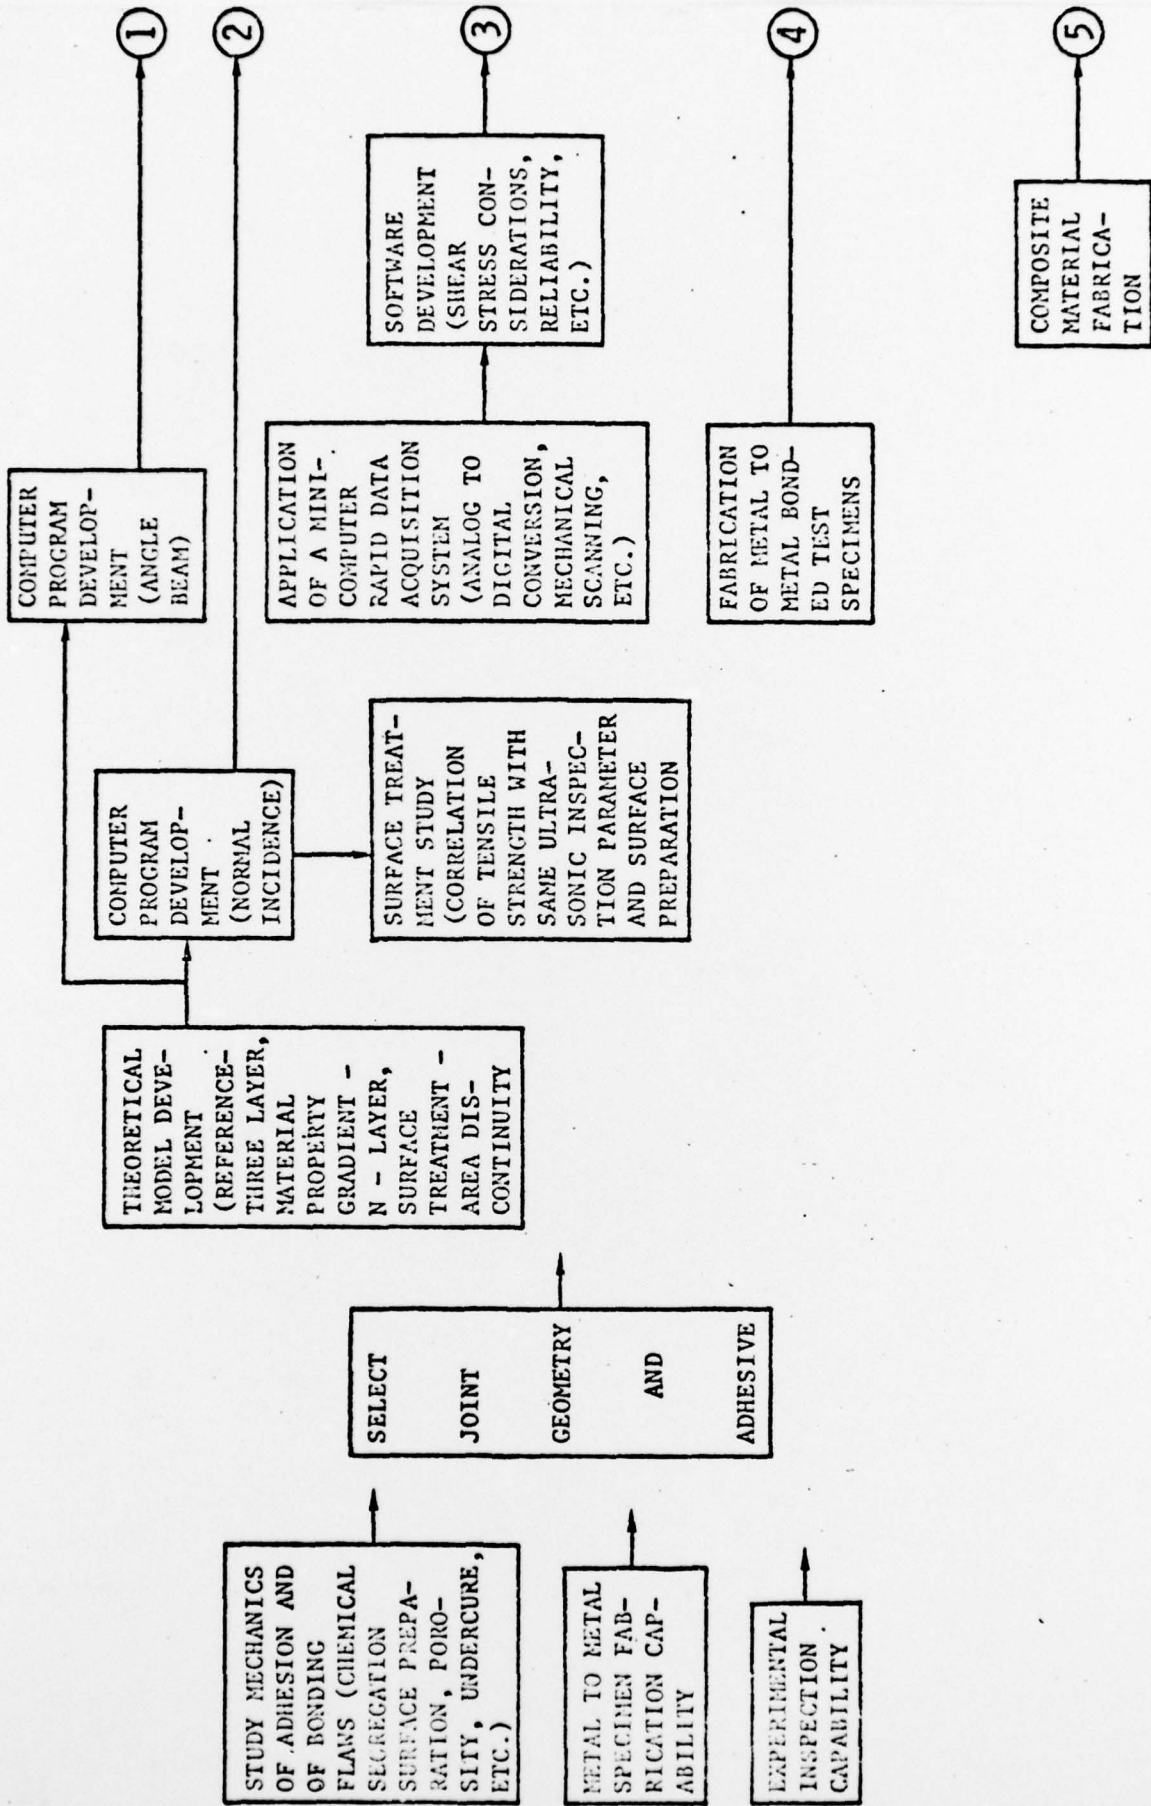 STUDY MECHANICS
OF ADHESION AND
OF BONDING
FLAWS (CHEMICAL
SEGREGATION
SURFACE PREPA-
RATION, PORO-
SITY, UNDERCURE,
ETC.)
METAL TO METAL
SPECIMEN FAB-
RICATION CAP-
ABILITY
EXPERIMENTAL
INSPECTION
CAPABILITY
SELECT
JOINT
GEOMETRY
AND
ADHESIVE
THEORETICAL
MODEL DEVE-
LOPMENT
(REFERENCE-
THREE LAYER,
MATERIAL
PROPERTY
GRADIENT -
N - LAYER,
SURFACE
TREATMENT -
AREA DIS-
CONTINUITY
COMPUTER
PROGRAM
DEVELOP-
MENT
(NORMAL
INCIDENCE)
SURFACE TREAT-
MENT STUDY
(CORRELATION
OF TENSILE
STRENGTH WITH
SAME ULTRA-
SONIC INSPEC-
TION PARAMETER
AND SURFACE
PREPARATION
COMPUTER
PROGRAM
DEVELOP-
MENT
(ANGLE
BEAM)
APPLICATION
OF A MINI-
COMPUTER
RAPID DATA
ACQUISITION
SYSTEM
(ANALOG TO
DIGITAL
CONVERSION,
MECHANICAL
SCANNING,
ETC.)
FABRICATION
OF METAL TO
METAL BOND-
ED TEST
SPECIMENS
SOFTWARE
DEVELOPMENT
(SHEAR
STRESS CON-
SIDERATIONS,
RELIABILITY,
ETC.)
COMPOSITE
MATERIAL
FABRICA-
TION
1
2
3
4
5